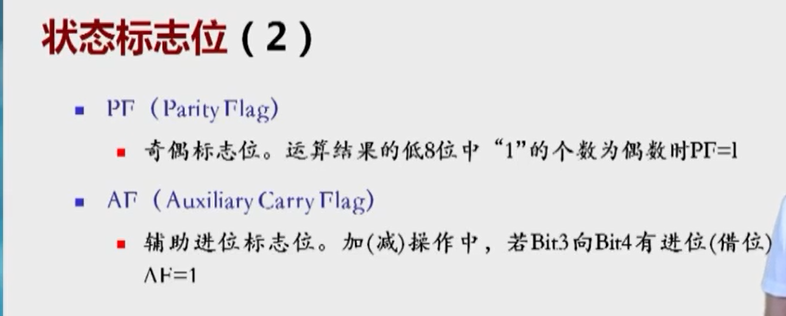 状态标志位（2）
PF（Parity Flag）
奇偶标志位。运算结果的低8位中“1”的个数为偶数时PF=1
AF（Auxiliary Carry Flag）
辅助进位标志位。加(减)操作中，若Bit3向Bit4有进位(借位)
AF=1